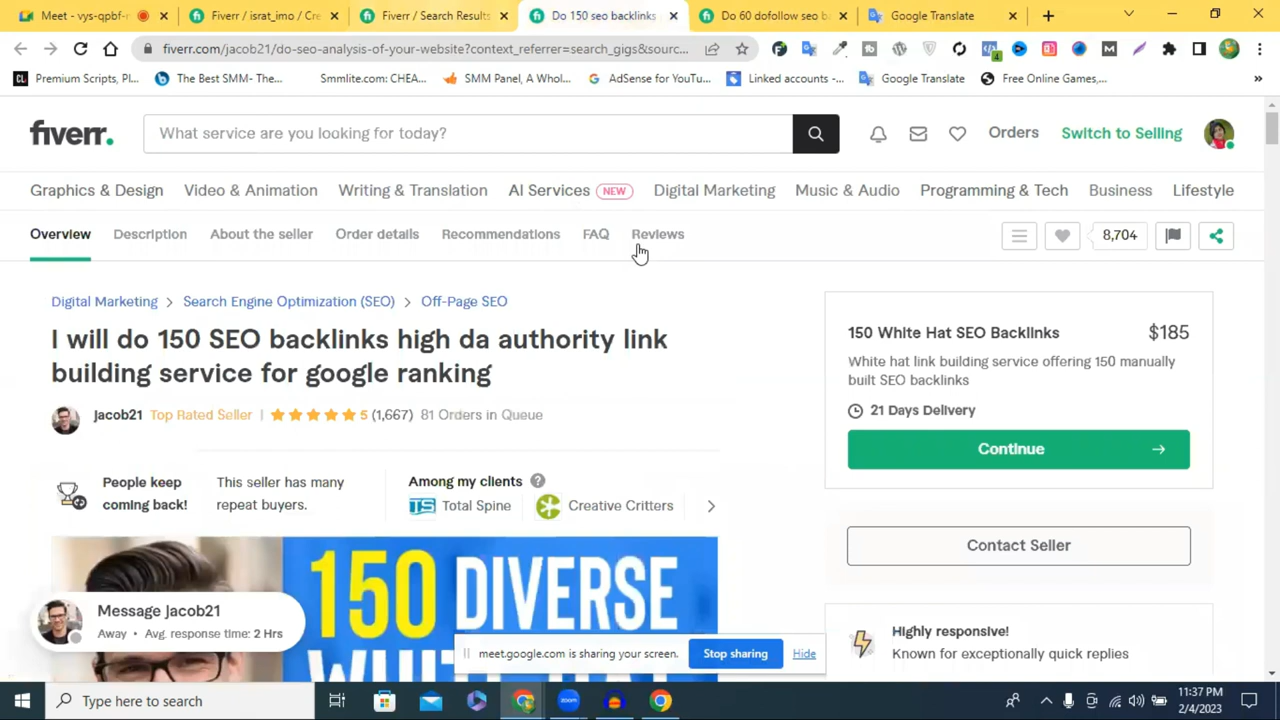 Meet - vys-qpbf-
Fiverr / israt_imo / Cre
Fiverr / Search Results
Do 150 seo backlinks
Do 60 dofollow seo b
Google Translate
fiverr.com/jacob21/do-seo-analysis-of-your-website?context_referrer=search_gigs&sourc...
4
Premium Scripts, Pl...
The Best SMM- The...
Smmlite.com: CHEA...
SMM Panel, A Whol...
AdSense for YouTu...
Linked accounts -...
Google Translate
Free Online Games,...
»
fiverr.
What service are you looking for today?
Orders
Switch to Selling
Graphics & Design
Video & Animation
Writing & Translation
AI Services NEW
Digital Marketing
Music & Audio
Programming & Tech
Business
Lifestyle
Overview
Description
About the seller
Order details
Recommendations
FAQ
Reviews
8,704
Digital Marketing > Search Engine Optimization (SEO) > Off-Page SEO
I will do 150 SEO backlinks high da authority link
building service for google ranking
jacob21 Top Rated Seller | 5 (1,667) 81 Orders in Queue
150 White Hat SEO Backlinks $185
White hat link building service offering 150 manually
built SEO backlinks
21 Days Delivery
Continue
People keep
coming back!
This seller has many
repeat buyers.
Among my clients ?
TS Total Spine
Creative Critters
Contact Seller
150 DIVERSE
Message Jacob21
Away • Avg. response time: 2 Hrs
Highly responsive!
Known for exceptionally quick replies
meet.google.com is sharing your screen.
Stop sharing
Hide
Type here to search
11:37 PM
2/4/2023